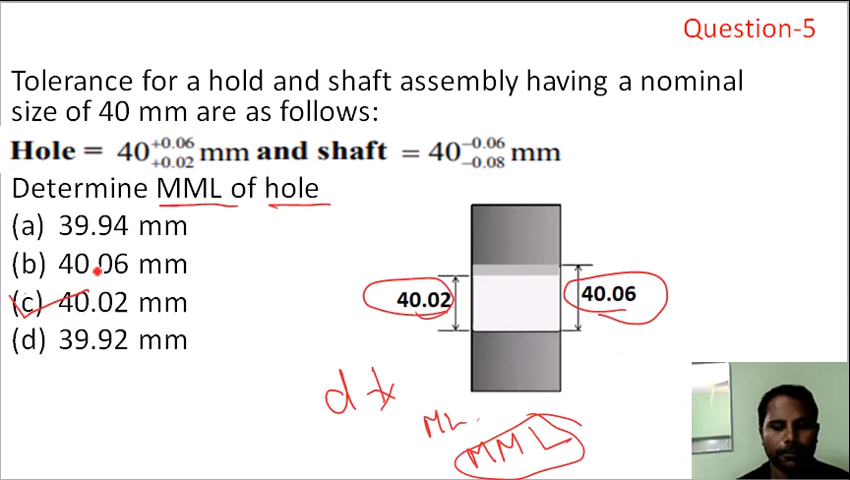 Question-5
Tolerance for a hold and shaft assembly having a nominal
size of 40 mm are as follows:
Hole = 40 +0.06 +0.02 mm and shaft = 40 −0.06 −0.08 mm
Determine MML of hole
(a) 39.94 mm
(b) 40.06 mm
(c) 40.02 mm
(d) 39.92 mm
40.02
40.06
ML
MML